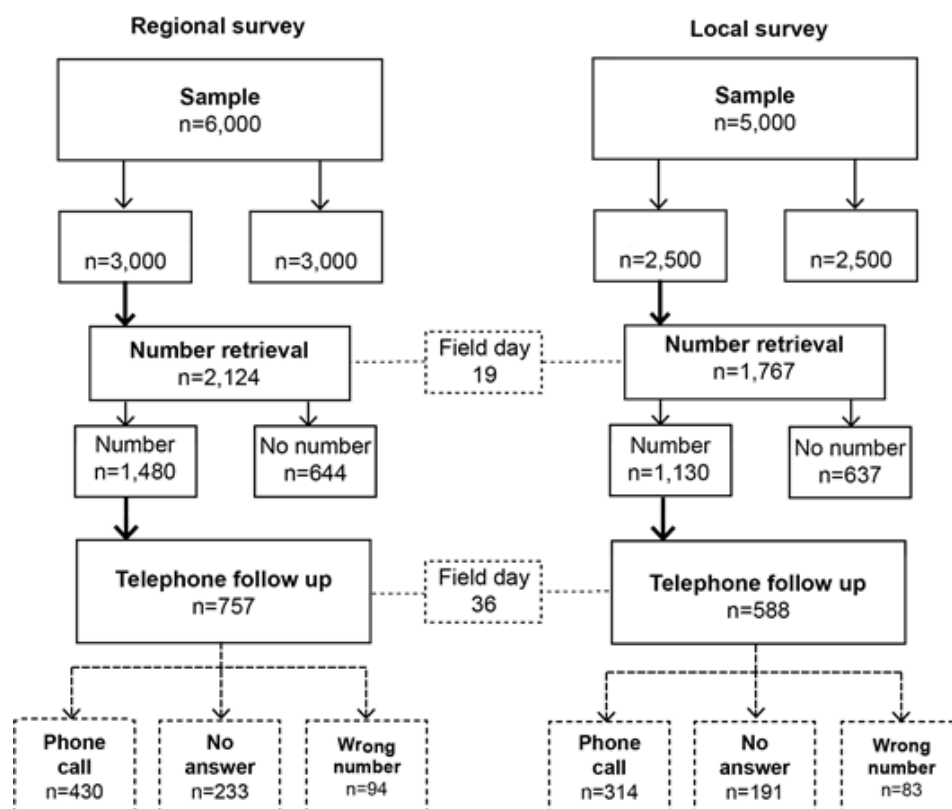 Regional survey
Local survey
Sample
n=6,000
Sample
n=5,000
n=3,000
n=3,000
n=2,500
n=2,500
Number retrieval
n=2,124
Field day
19
Number retrieval
n=1,767
Number
n=1,480
No number
n=644
Number
n=1,130
No number
n=637
Telephone follow up
n=757
Field day
36
Telephone follow up
n=588
Phone
call
n=430
No
answer
n=233
Wrong
number
n=94
Phone
call
n=314
No
answer
n=191
Wrong
number
n=83